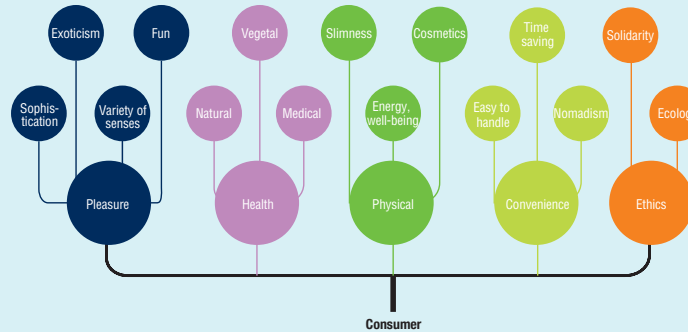 Exoticism
Fun
Vegetal
Slimness
Cosmetics
Time
saving
Solidarity
Sophis-
tication
Variety of
senses
Natural
Medical
Energy,
well-being
Easy to
handle
Nomadism
Ecolog
Pleasure
Health
Physical
Convenience
Ethics
Consumer